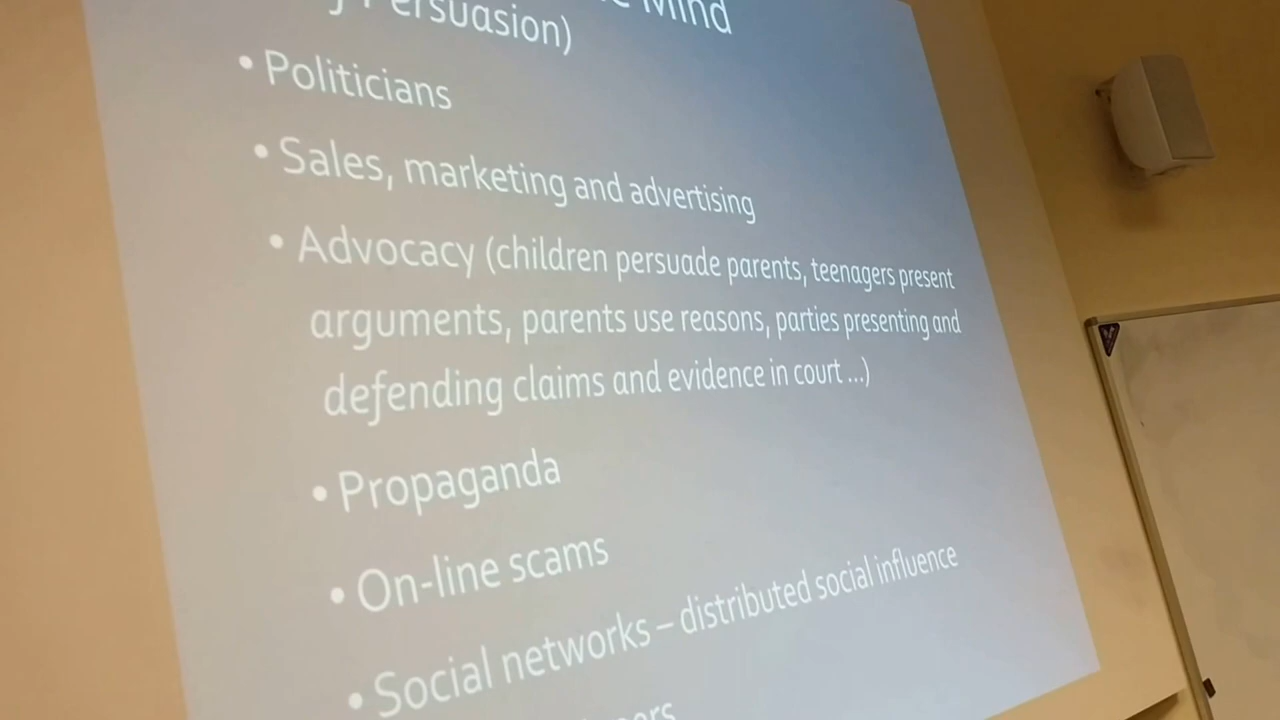 Mind
Persuasion)
• Politicians
• Sales, marketing and advertising
• Advocacy (children persuade parents, teenagers present
arguments, parents use reasons, parties presenting and
defending claims and evidence in court ...)
• Propaganda
• On-line scams
• Social networks – distributed social influence